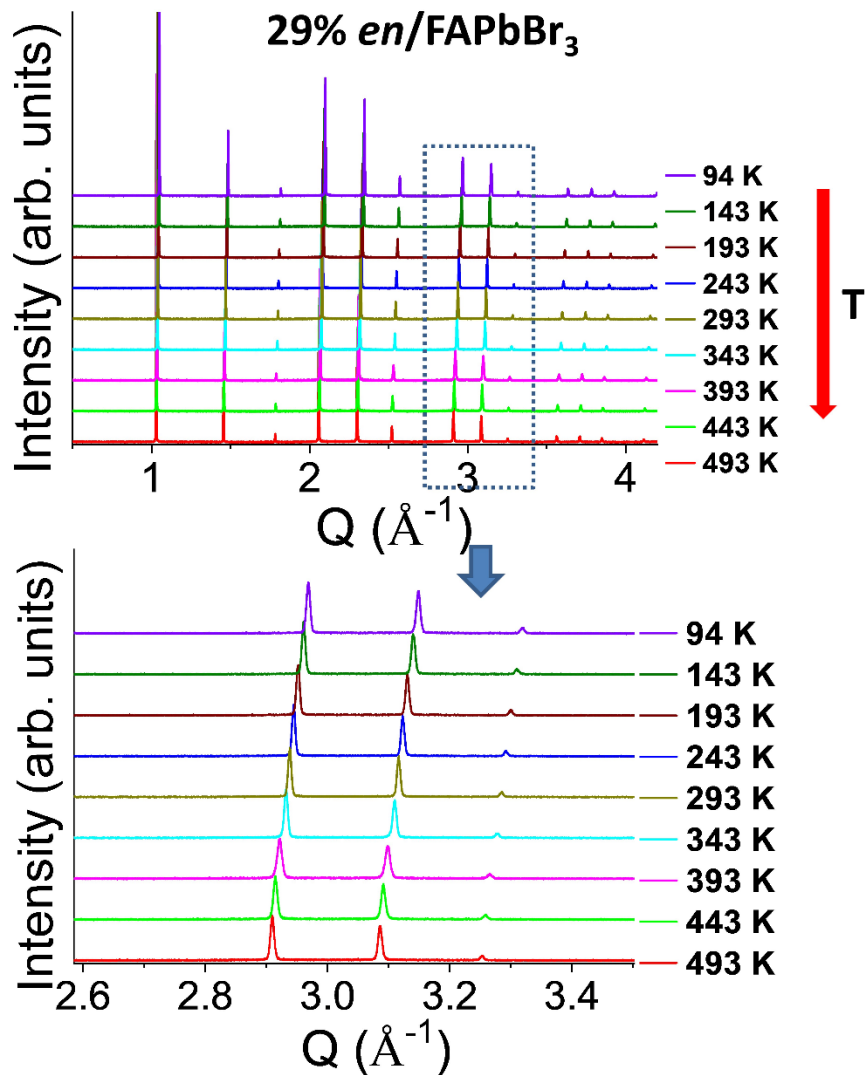 29% en/FAPbBr3
Intensity (arb. units)
94 K
143 K
193 K
243 K
293 K
343 K
393 K
443 K
493 K
T
1 2 3 4
Q (Å-1)
Intensity (arb. units)
94 K
143 K
193 K
243 K
293 K
343 K
393 K
443 K
493 K
2.6 2.8 3.0 3.2 3.4
Q (Å-1)